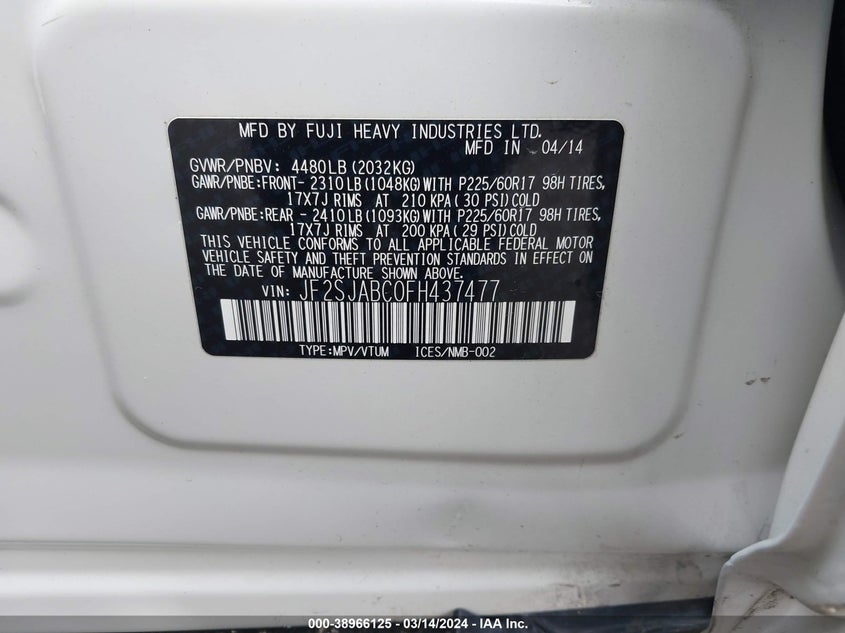 MFD BY FUJI HEAVY INDUSTRIES LTD.
MFD IN 04/14
GVWR/PNBV: 4480LB (2032KG)
GAWR/PNBE:FRONT- 2310LB (1048KG) WITH P225/60R17 98H TIRES,
17X7J RIMS AT 210 KPA ( 30 PSI) COLD
GAWR/PNBE:REAR - 2410LB (1093KG) WITH P225/60R17 98H TIRES,
17X7J RIMS AT 200 KPA ( 29 PSI) COLD
THIS VEHICLE CONFORMS TO ALL APPLICABLE FEDERAL MOTOR
VEHICLE SAFETY AND THEFT PREVENTION STANDARDS IN EFFECT ON
THE DATE OF MANUFACTURE SHOWN ABOVE.
VIN: JF2SJABC0FH437477
TYPE:MPV/VTUM ICES/NMB-002
000-38966125 - 03/14/2024 - IAA Inc.